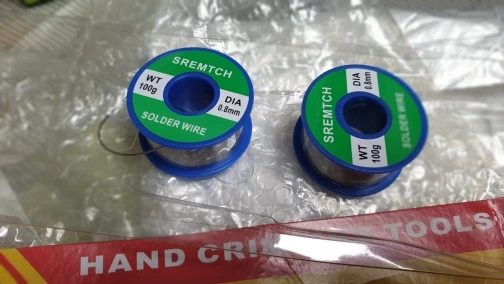 SREMTCH
WT
100g
DIA
0.8mm
SOLDER WIRE
SREMTCH
DIA
0.8mm
WT
100g
SOLDER WIRE
HAND
TOOLS